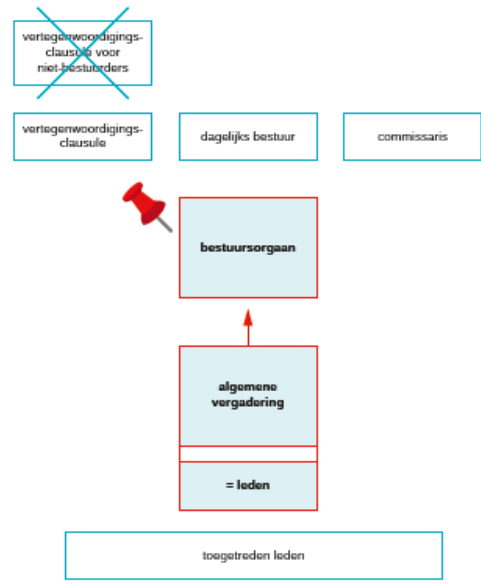 vertegenwoordigings-
clausule voor
niet-bestuurders
vertegenwoordigings-
clausule
dagelijks bestuur
commissaris
bestuursorgaan
algemene
vergadering
= leden
toegetreden leden